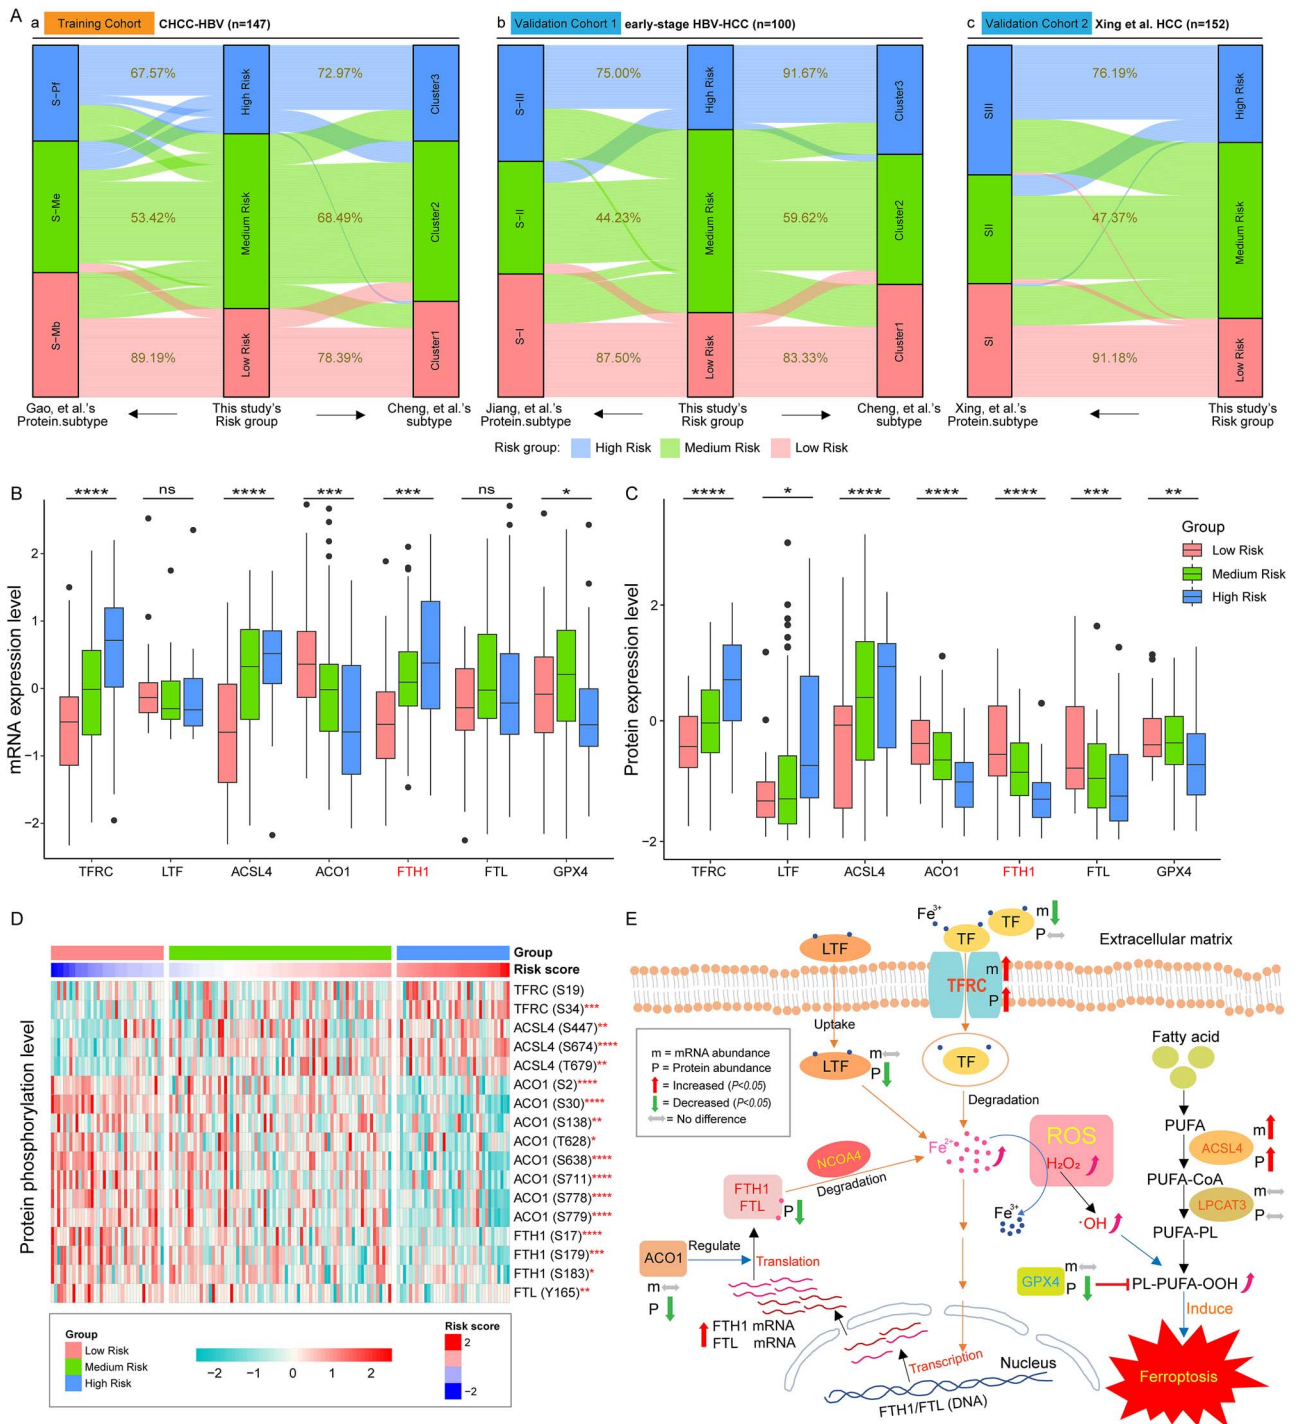 A
a Training Cohort CHCC-HBV (n=147)
S-Pf
S-Me
S-Mb
67.57%
53.42%
89.19%
High Risk
Medium Risk
Low Risk
72.97%
68.49%
78.39%
Cluster3
Cluster2
Cluster1
Gao, et al.'s
Protein.subtype
This study's
Risk group
Cheng, et al.'s
subtype
b Validation Cohort 1 early-stage HBV-HCC (n=100)
S-III
S-II
S-I
75.00%
44.23%
87.50%
High Risk
Medium Risk
Low Risk
91.67%
59.62%
83.33%
Cluster3
Cluster2
Cluster1
Jiang, et al.'s
Protein.subtype
This study's
Risk group
Cheng, et al.'s
subtype
c Validation Cohort 2 Xing et al. HCC (n=152)
SIII
SII
SI
76.19%
47.37%
91.18%
High Risk
Medium Risk
Low Risk
Xing, et al.'s
Protein.subtype
This study's
Risk group
Risk group: High Risk Medium Risk Low Risk
B
mRNA expression level
**** ns **** *** *** ns *
2
1
0
−1
−2
TFRC LTF ACSL4 ACO1 FTH1 FTL GPX4
C
Protein expression level
**** * **** **** **** *** **
2
0
−2
TFRC LTF ACSL4 ACO1 FTH1 FTL GPX4
Group
Low Risk
Medium Risk
High Risk
D
Protein phosphorylation level
Group
Risk score
TFRC (S19)
TFRC (S34)***
ACSL4 (S447)**
ACSL4 (S674)****
ACSL4 (T679)**
ACO1 (S2)****
ACO1 (S30)****
ACO1 (S138)**
ACO1 (T628)*
ACO1 (S638)****
ACO1 (S711)****
ACO1 (S778)****
ACO1 (S779)****
FTH1 (S17)****
FTH1 (S179)***
FTH1 (S183)*
FTL (Y165)**
Group
Low Risk
Medium Risk
High Risk
−2 −1 0 1 2
Risk score
2
−2
E
Fe3+
TF
TF
m
P
Extracellular matrix
LTF
TFRC
m
P
Uptake
m = mRNA abundance
P = Protein abundance
= Increased (P<0.05)
= Decreased (P<0.05)
= No difference
LTF
m
P
TF
Degradation
Fatty acid
PUFA
ACSL4
m
P
PUFA-CoA
LPCAT3
m
P
PUFA-PL
Fe2+
ROS
H₂O₂
NCOA4
Degradation
FTH1
FTL
P
Fe3+
·OH
ACO1
Regulate
Translation
m
P
GPX4
m
P
PL-PUFA-OOH
Induce
FTH1 mRNA
FTL mRNA
Transcription
Nucleus
FTH1/FTL (DNA)
Ferroptosis